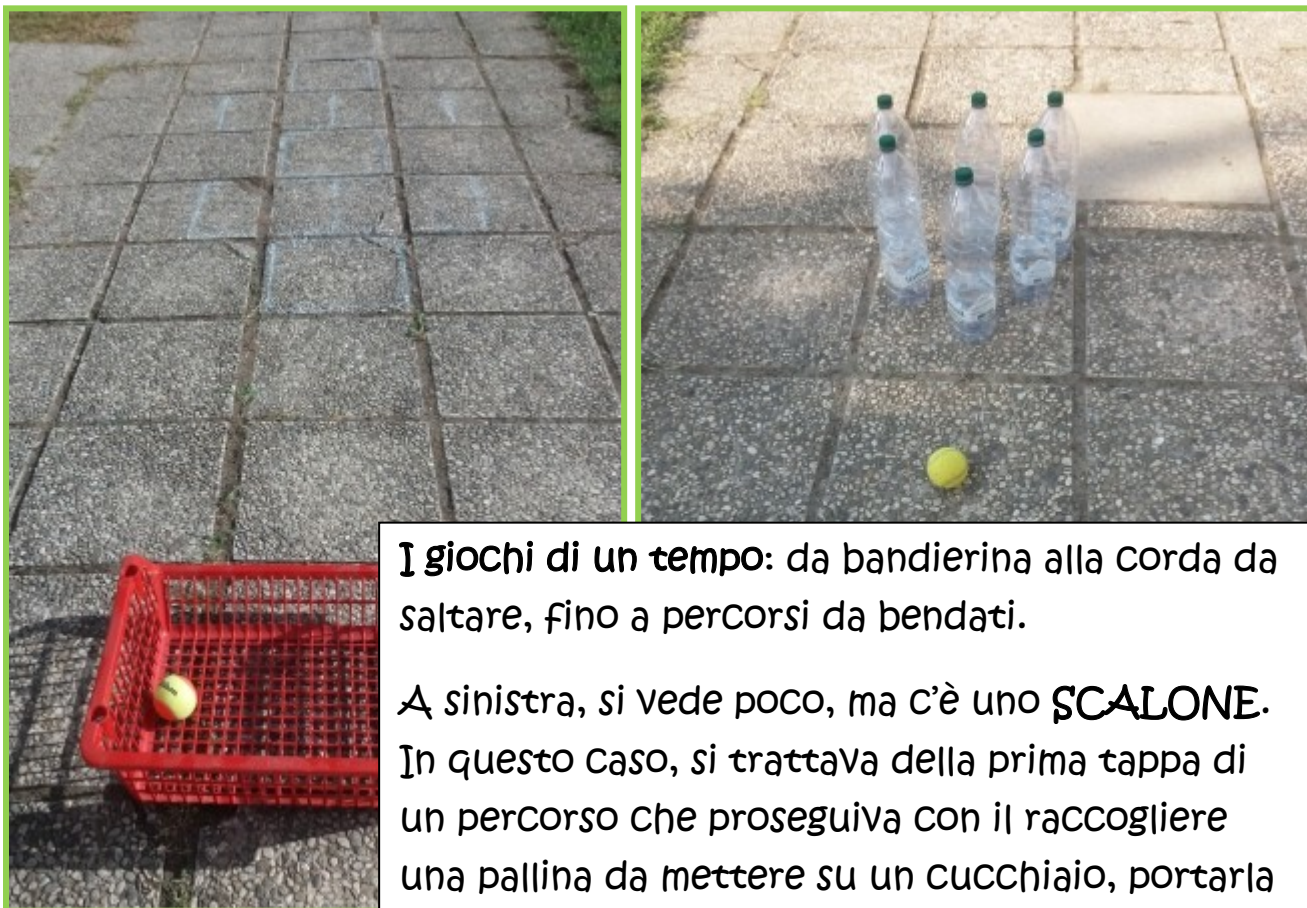 I giochi di un tempo: da bandierina alla corda da
saltare, fino a percorsi da bendati.
A sinistra, si vede poco, ma c'è uno SCALONE.
In questo caso, si trattava della prima tappa di
un percorso che proseguiva con il raccogliere
una pallina da mettere su un cucchiaio, portarla